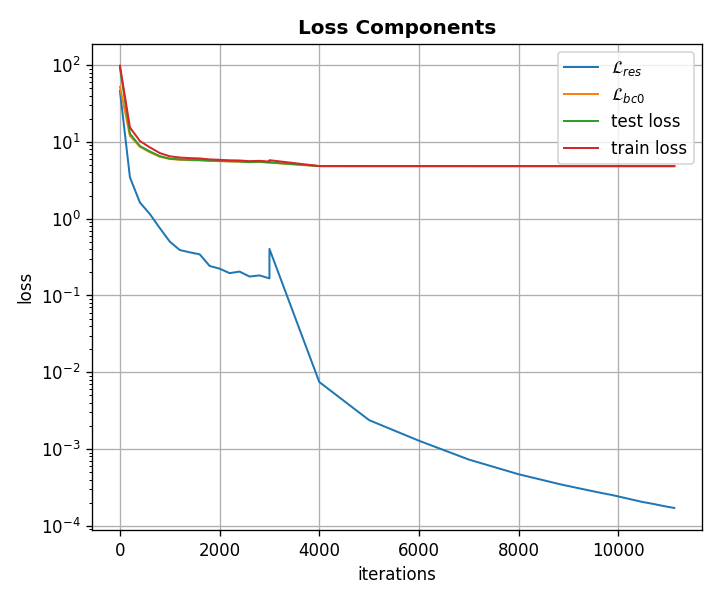 Loss Components
10²
10¹
10⁰
10⁻¹
10⁻²
10⁻³
10⁻⁴
loss
ℒ_res
ℒ_bc0
test loss
train loss
0 2000 4000 6000 8000 10000
iterations